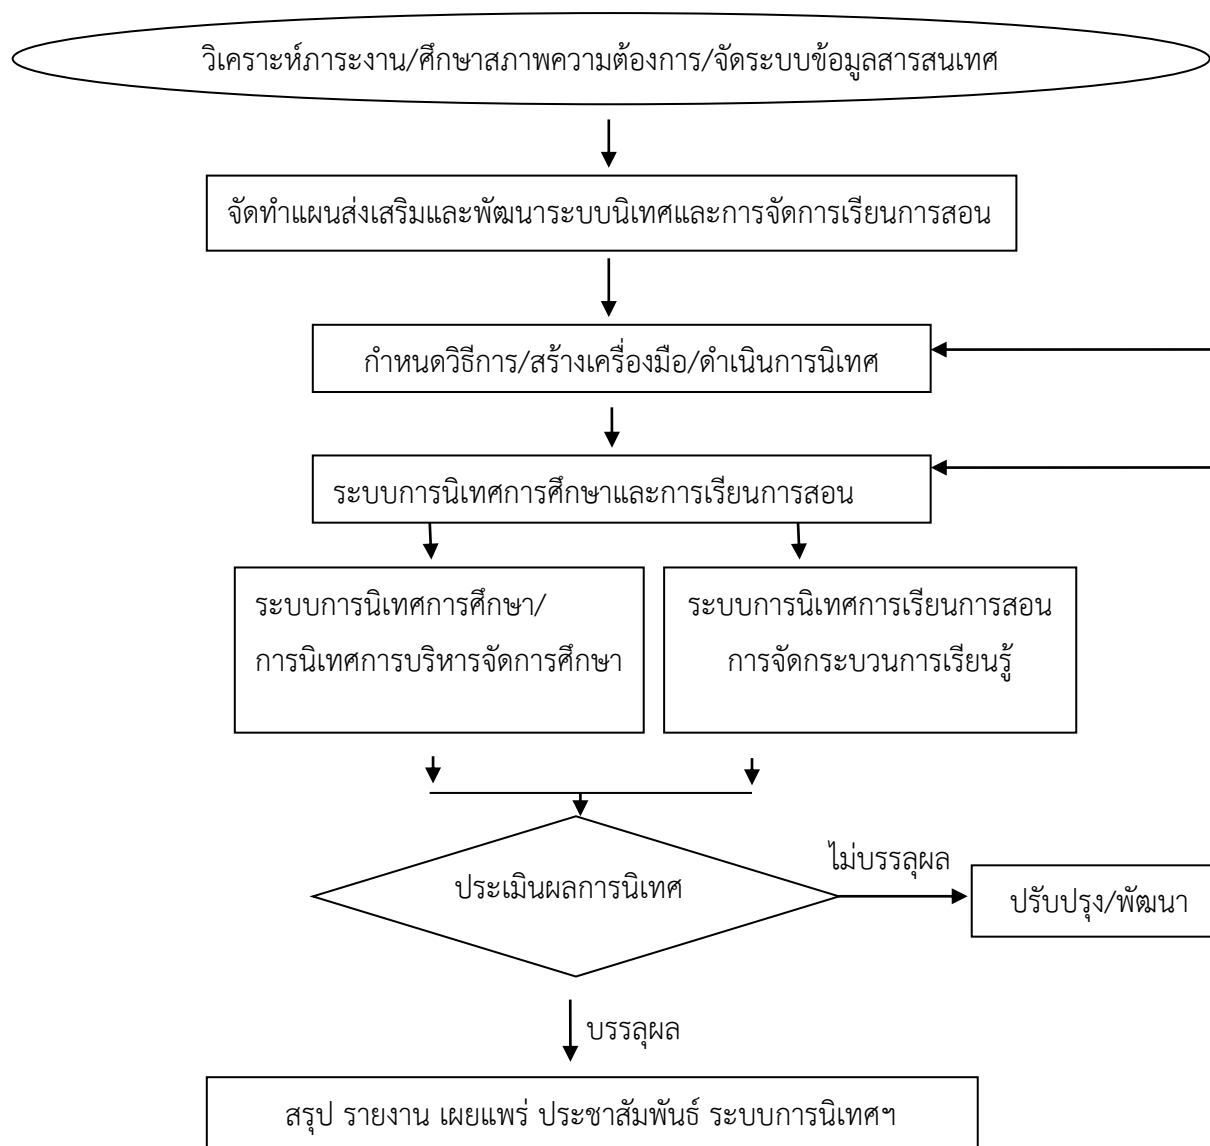 วิเคราะห์ภาระงาน/ศึกษาสภาพความต้องการ/จัดระบบข้อมูลสารสนเทศ
จัดทำแผนส่งเสริมและพัฒนาระบบนิเทศและการจัดการเรียนการสอน
กำหนดวิธีการ/สร้างเครื่องมือ/ดำเนินการนิเทศ
ระบบการนิเทศการศึกษาและการเรียนการสอน
ระบบการนิเทศการศึกษา/
การนิเทศการบริหารจัดการศึกษา
ระบบการนิเทศการเรียนการสอน
การจัดกระบวนการเรียนรู้
ประเมินผลการนิเทศ
ไม่บรรลุผล
ปรับปรุง/พัฒนา
บรรลุผล
สรุป รายงาน เผยแพร่ ประชาสัมพันธ์ ระบบการนิเทศฯ